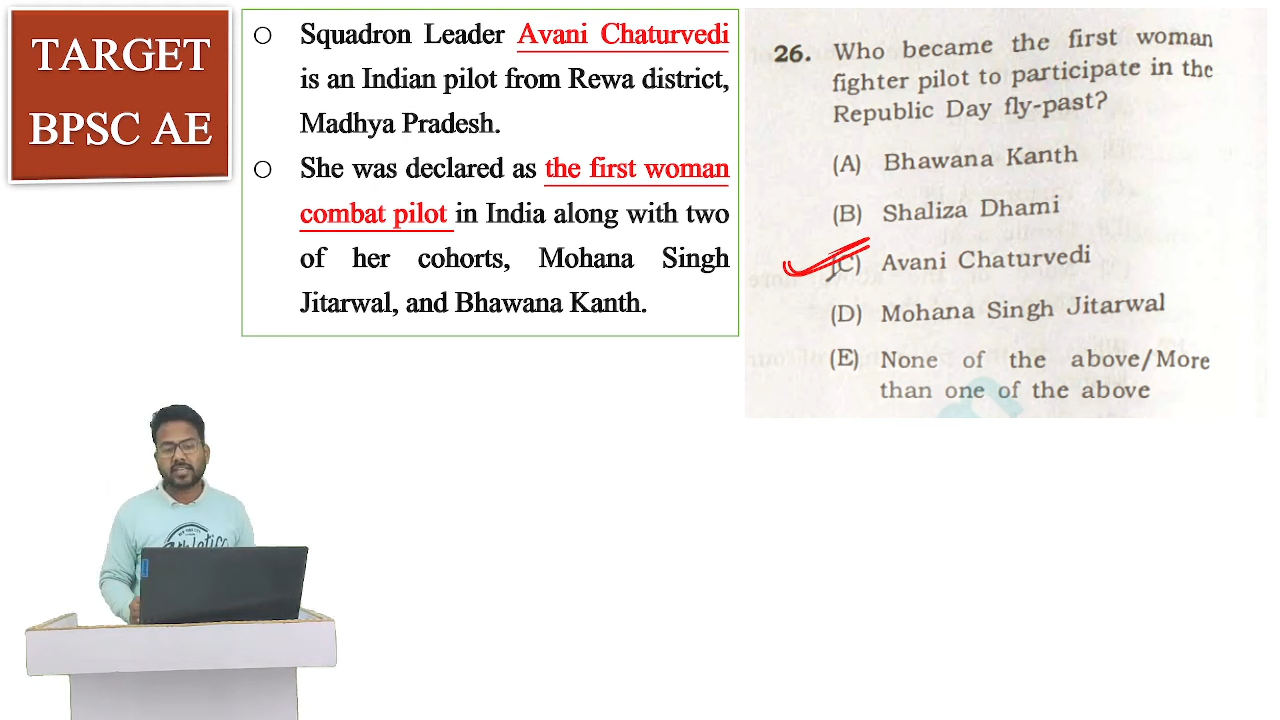 TARGET
BPSC AE
○ Squadron Leader Avani Chaturvedi
is an Indian pilot from Rewa district,
Madhya Pradesh.
○ She was declared as the first woman
combat pilot in India along with two
of her cohorts, Mohana Singh
Jitarwal, and Bhawana Kanth.
26. Who became the first woman
fighter pilot to participate in the
Republic Day fly-past?
(A) Bhawana Kanth
(B) Shaliza Dhami
(C) Avani Chaturvedi
(D) Mohana Singh Jitarwal
(E) None of the above/More
than one of the above